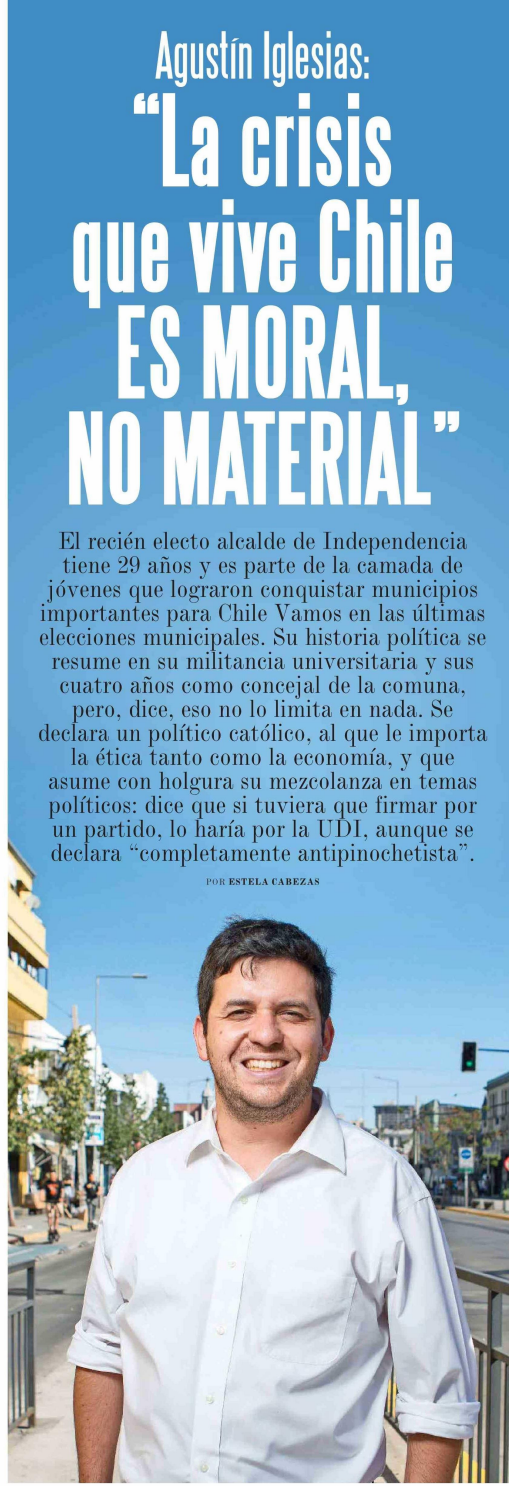 Agustín Iglesias:
“La crisis
que vive Chile
ES MORAL,
NO MATERIAL”
El recién electo alcalde de Independencia
tiene 29 años y es parte de la camada de
jóvenes que lograron conquistar municipios
importantes para Chile Vamos en las últimas
elecciones municipales. Su historia política se
resume en su militancia universitaria y sus
cuatro años como concejal de la comuna,
pero, dice, eso no lo limita en nada. Se
declara un político católico, al que le importa
la ética tanto como la economía, y que
asume con holgura su mezcolanza en temas
políticos: dice que si tuviera que firmar por
un partido, lo haría por la UDI, aunque se
declara “completamente antipinochetista”.
POR ESTELA CABEZAS